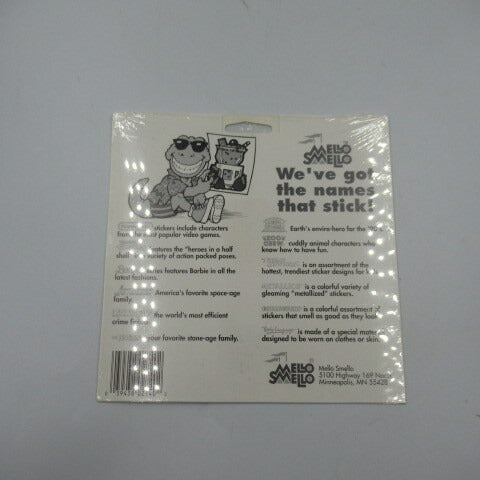 MELLO
SMELLO
We've got
the names
that stick!
stickers include characters
from the most popular video games.
features the "heroes in a half
variety of action packed poses.
series features Barbie in all the
latest fashions.
America's favorite space-age
family.
the world's most efficient
crime
your favorite stone-age family.
Earth's enviro-hero for the
cuddly animal characters who
know how to have fun.
is an assortment of the
hottest, trendiest sticker designs for
METALLICS is a colorful variety of
gleaming "metallized" stickers.
is a colorful assortment of
stickers that smell as good as they look
is made of a special
designed to be worn on clothes or skin.
MELLO
SMELLO
Mello Smello
5100 Highway 169 North
Minneapolis, MN 55428